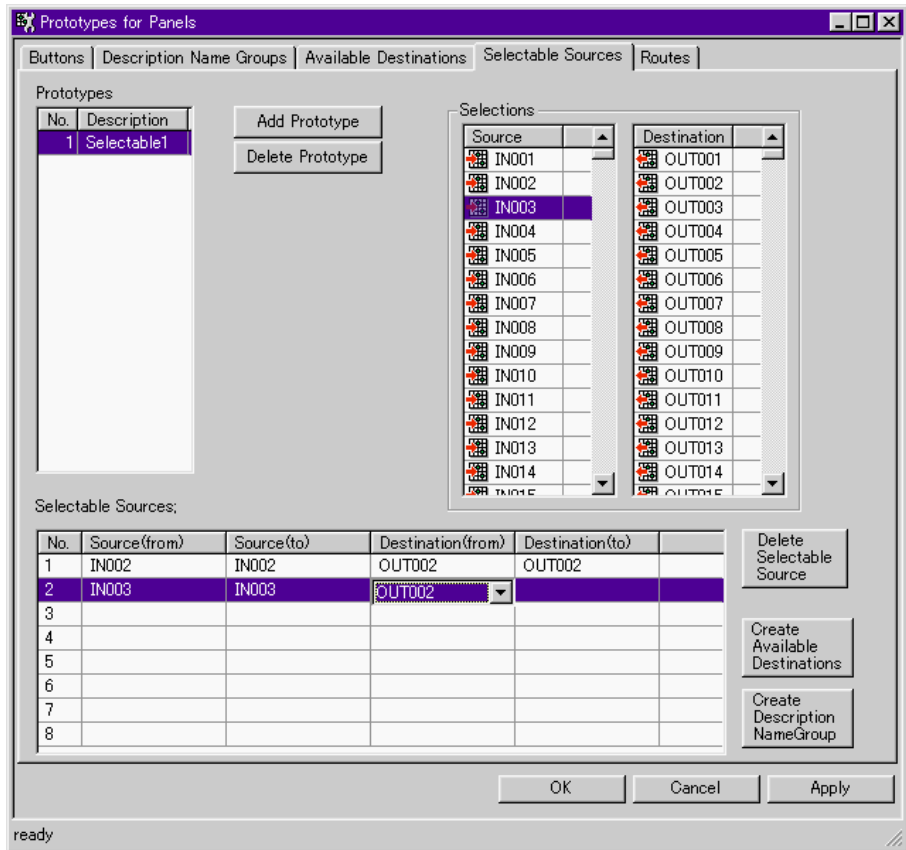 Prototypes for Panels
Buttons Description Name Groups Available Destinations Selectable Sources Routes
Prototypes
No. Description
1 Selectable1
Add Prototype
Delete Prototype
Selections
Source Destination
IN001 OUT001
IN002 OUT002
IN003 OUT003
IN004 OUT004
IN005 OUT005
IN006 OUT006
IN007 OUT007
IN008 OUT008
IN009 OUT009
IN010 OUT010
IN011 OUT011
IN012 OUT012
IN013 OUT013
IN014 OUT014
IN015 OUT015
Selectable Sources;
No. Source(from) Source(to) Destination(from) Destination(to)
1 IN002 IN002 OUT002 OUT002
2 IN003 IN003 OUT002
3
4
5
6
7
8
Delete
Selectable
Source
Create
Available
Destinations
Create
Description
NameGroup
OK Cancel Apply
ready